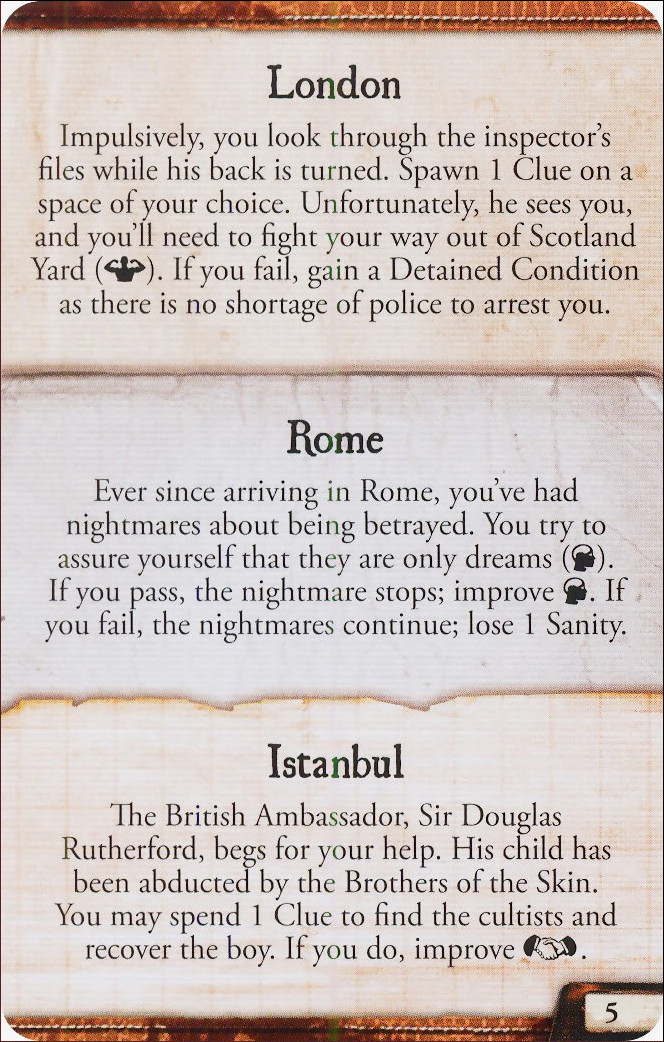 London
Impulsively, you look through the inspector's
files while his back is turned. Spawn 1 Clue on a
space of your choice. Unfortunately, he sees you,
and you'll need to fight your way out of Scotland
Yard (). If you fail, gain a Detained Condition
as there is no shortage of police to arrest you.
Rome
Ever since arriving in Rome, you've had
nightmares about being betrayed. You try to
assure yourself that they are only dreams ().
If you pass, the nightmare stops; improve . If
you fail, the nightmares continue; lose 1 Sanity.
Istanbul
The British Ambassador, Sir Douglas
Rutherford, begs for your help. His child has
been abducted by the Brothers of the Skin.
You may spend 1 Clue to find the cultists and
recover the boy. If you do, improve .
5